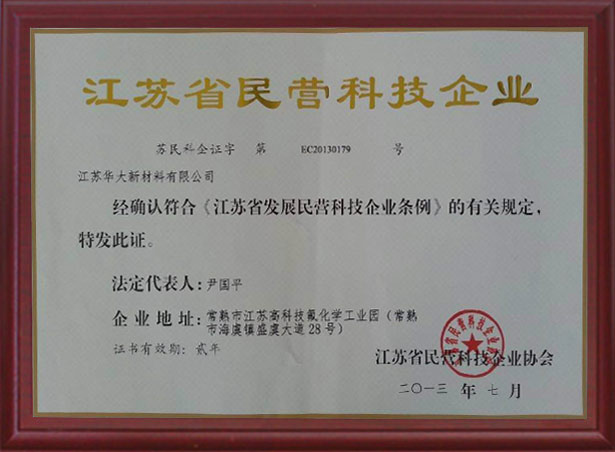 江苏省民营科技企业
苏民科企证字 第 EC20130179 号
江苏华大新材料有限公司
经确认符合《江苏省发展民营科技企业条例》的有关规定，
特发此证。
法定代表人：尹国平
企业地址：常熟市江苏高科技氟化学工业园（常熟
市海虞镇盛虞大道28号）
证书有效期：贰年
江苏省民营科技企业协会
二〇一三 年 七 月